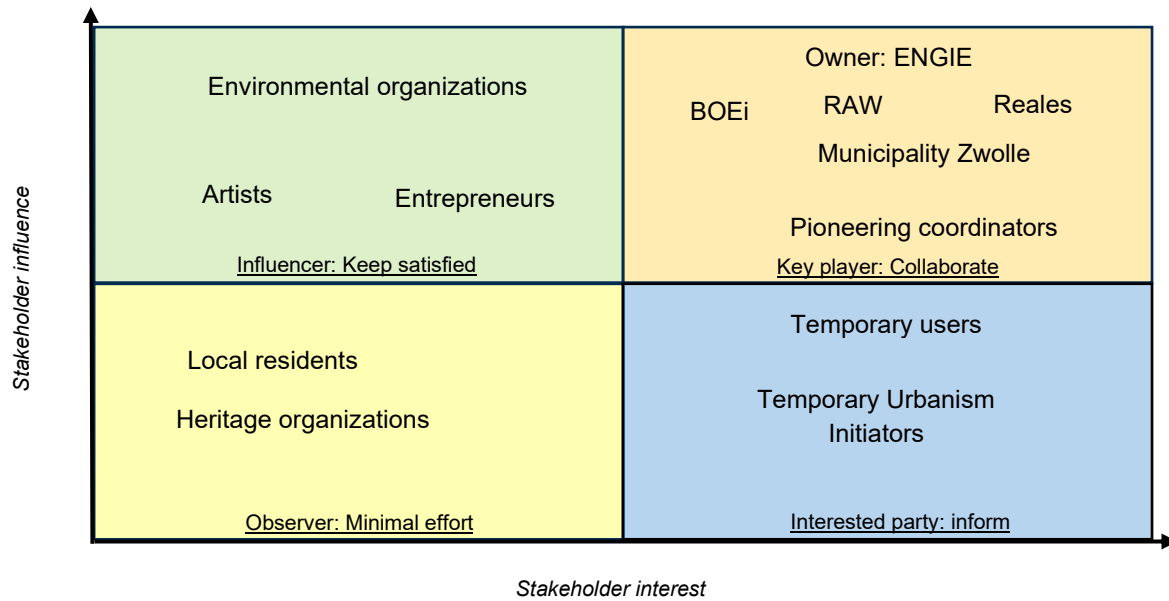 Stakeholder influence
Environmental organizations
Artists
Entrepreneurs
Influencer: Keep satisfied
Owner: ENGIE
BOEi
RAW
Reales
Municipality Zwolle
Pioneering coordinators
Key player: Collaborate
Local residents
Heritage organizations
Observer: Minimal effort
Temporary users
Temporary Urbanism
Initiators
Interested party: inform
Stakeholder interest